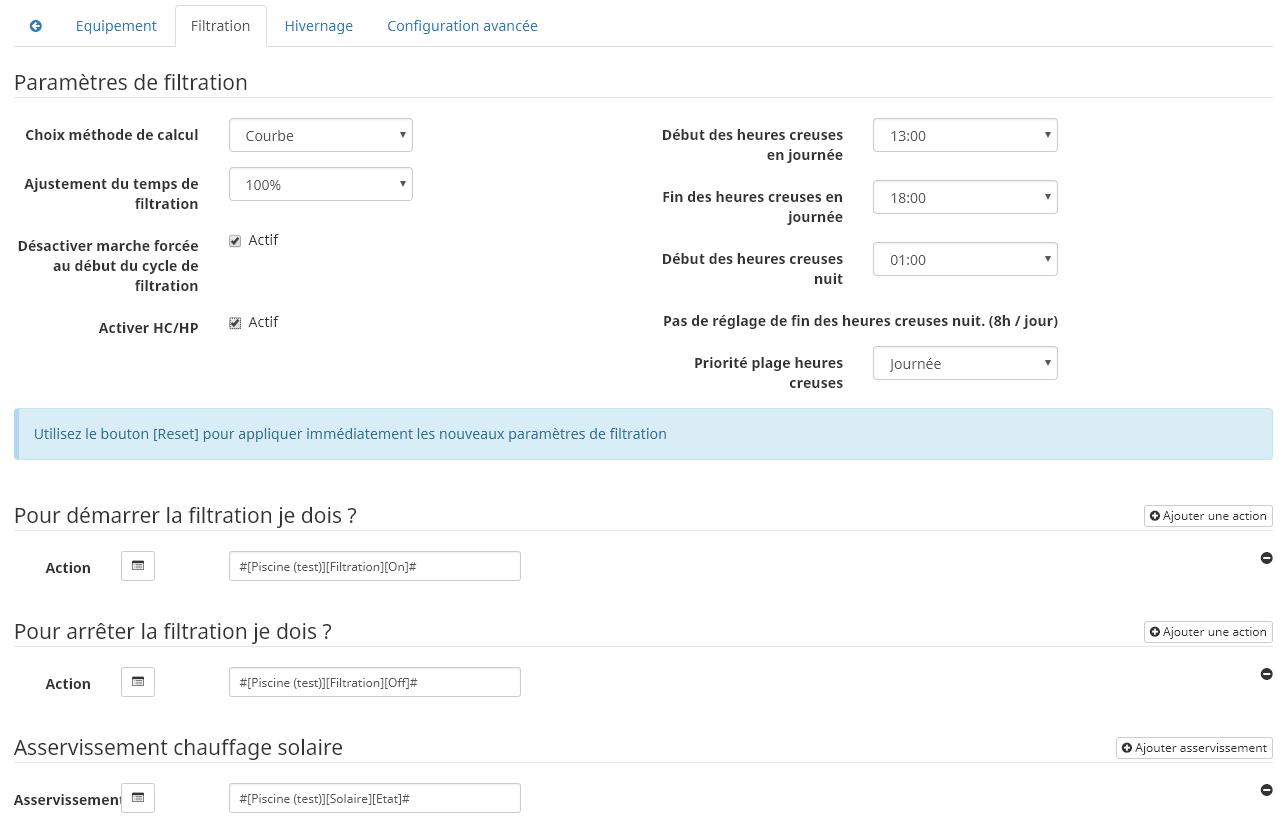 Equipement Filtration Hivernage Configuration avancée
Paramètres de filtration
Choix méthode de calcul Courbe
Ajustement du temps de
filtration 100%
Désactiver marche forcée
au début du cycle de
filtration Actif
Activer HC/HP Actif
Début des heures creuses
en journée 13:00
Fin des heures creuses en
journée 18:00
Début des heures creuses
nuit 01:00
Pas de réglage de fin des heures creuses nuit. (8h / jour)
Priorité plage heures
creuses Journée
Utilisez le bouton [Reset] pour appliquer immédiatement les nouveaux paramètres de filtration
Pour démarrer la filtration je dois ? Ajouter une action
Action #[Piscine (test)][Filtration][On]#
Pour arrêter la filtration je dois ? Ajouter une action
Action #[Piscine (test)][Filtration][Off]#
Asservissement chauffage solaire Ajouter asservissement
Asservissement #[Piscine (test)][Solaire][Etat]#